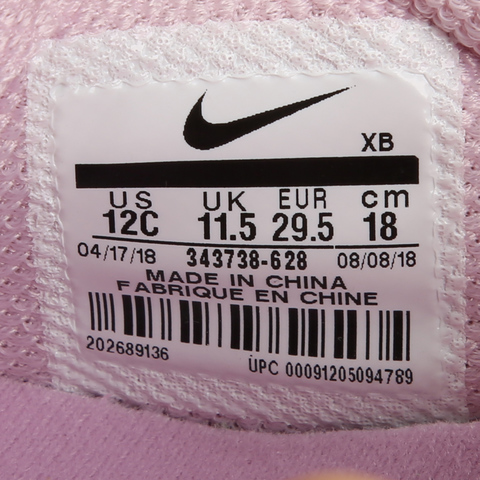 XB
US UK EUR cm
12C 11.5 29.5 18
04/17/18 343738-628 08/08/18
MADE IN CHINA
FABRIQUE EN CHINE
202689136 UPC 00091205094789